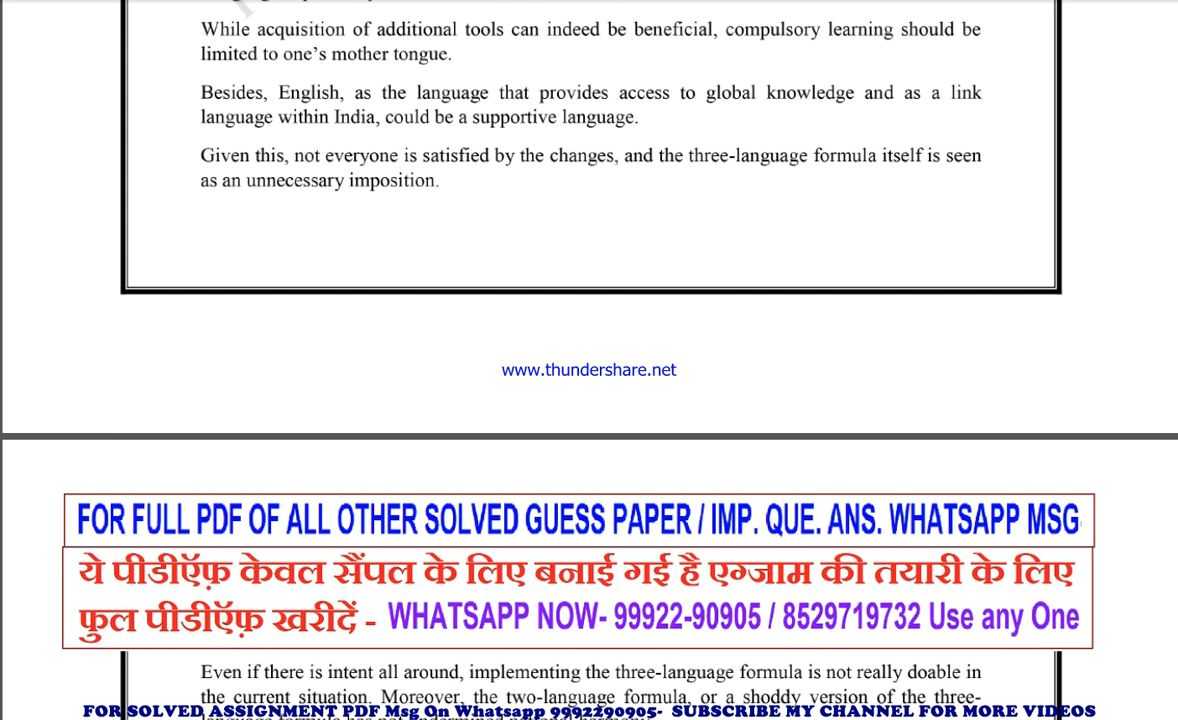 While acquisition of additional tools can indeed be beneficial, compulsory learning should be
limited to one's mother tongue.
Besides, English, as the language that provides access to global knowledge and as a link
language within India, could be a supportive language.
Given this, not everyone is satisfied by the changes, and the three-language formula itself is seen
as an unnecessary imposition.
www.thundershare.net
FOR FULL PDF OF ALL OTHER SOLVED GUESS PAPER / IMP. QUE. ANS. WHATSAPP MSG
ये पीडीऍफ़ केवल सैंपल के लिए बनाई गई है एग्जाम की तयारी के लिए
फुल पीडीऍफ़ खरीदें - WHATSAPP NOW- 99922-90905 / 8529719732 Use any One
Even if there is intent all around, implementing the three-language formula is not really doable in
the current situation. Moreover, the two-language formula, or a shoddy version of the three-
FOR SOLVED ASSIGNMENT PDF Msg On Whatsapp 9992290905- SUBSCRIBE MY CHANNEL FOR MORE VIDEOS